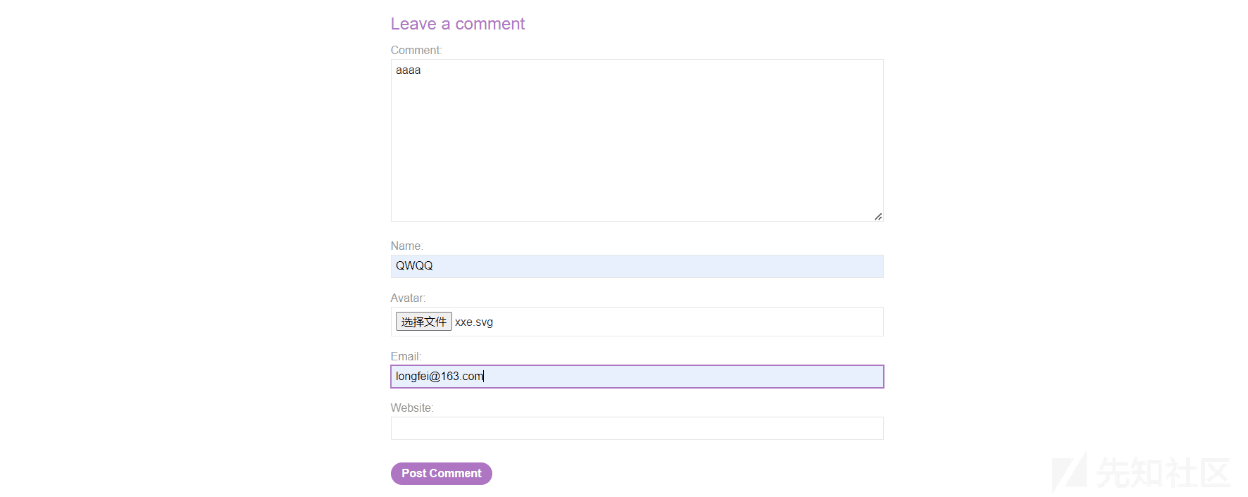 Leave a comment
Comment:
aaaa
Name:
QWQQ
Avatar:
选择文件 xxe.svg
Email:
longfei@163.com
Website:
Post Comment
先知社区